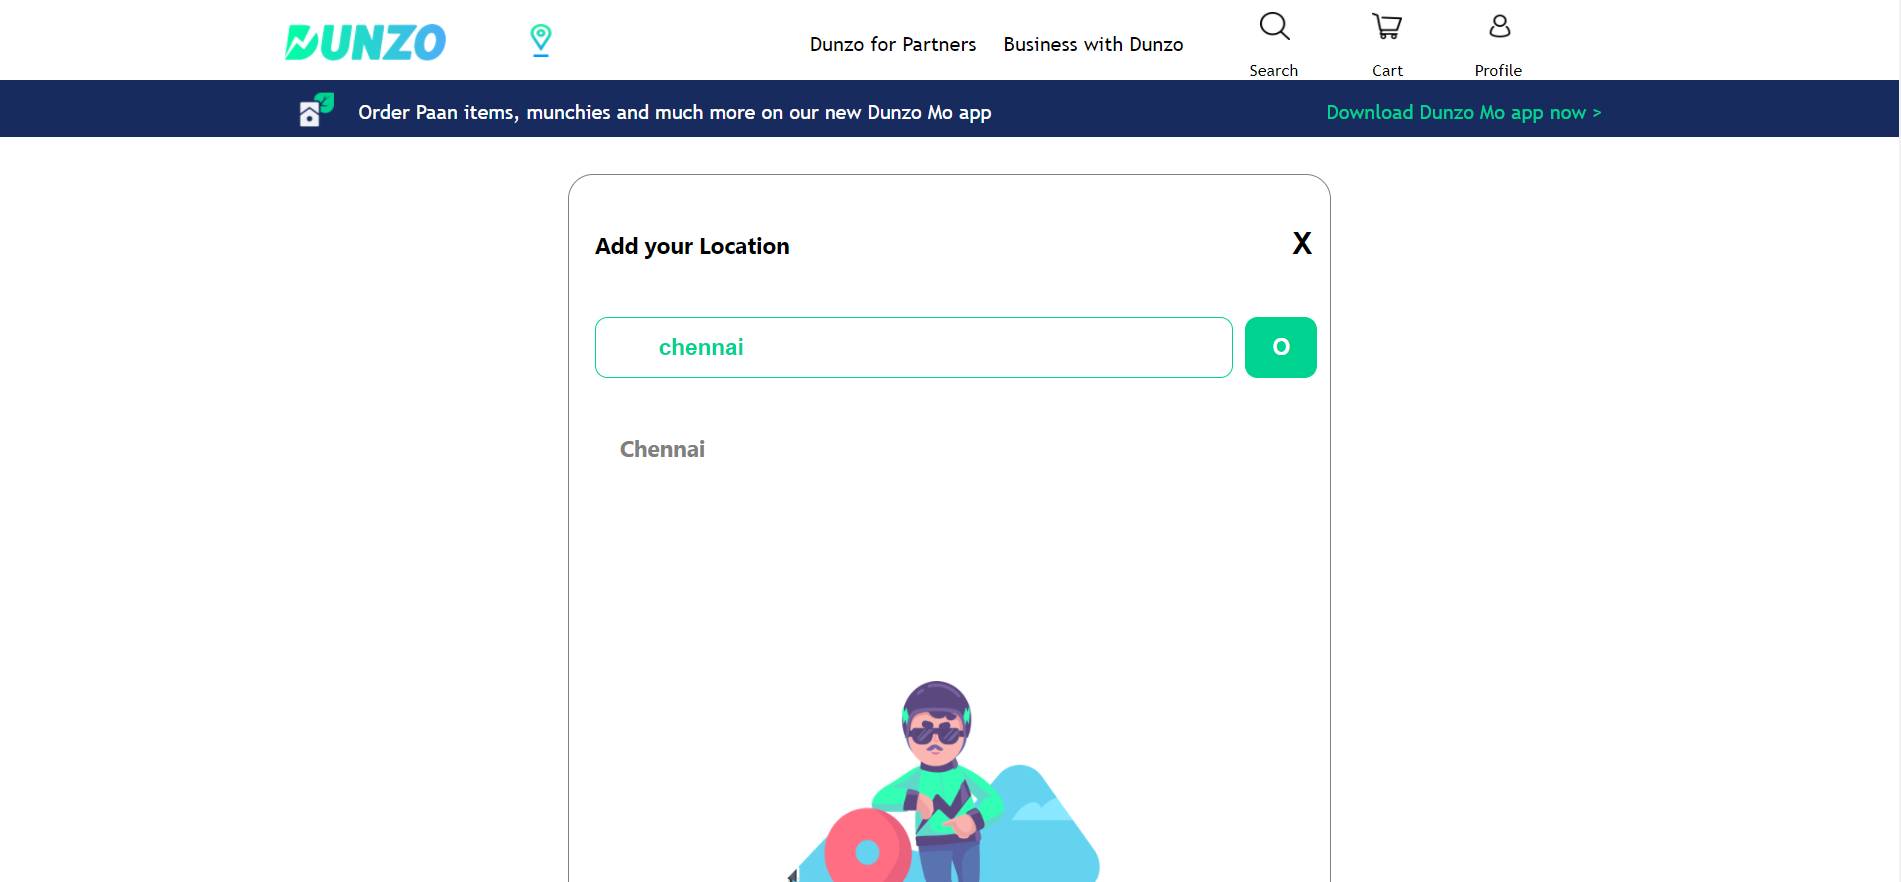 DUNZO
Dunzo for Partners
Business with Dunzo
Search
Cart
Profile
Order Paan items, munchies and much more on our new Dunzo Mo app
Download Dunzo Mo app now >
Add your Location
X
chennai
O
Chennai